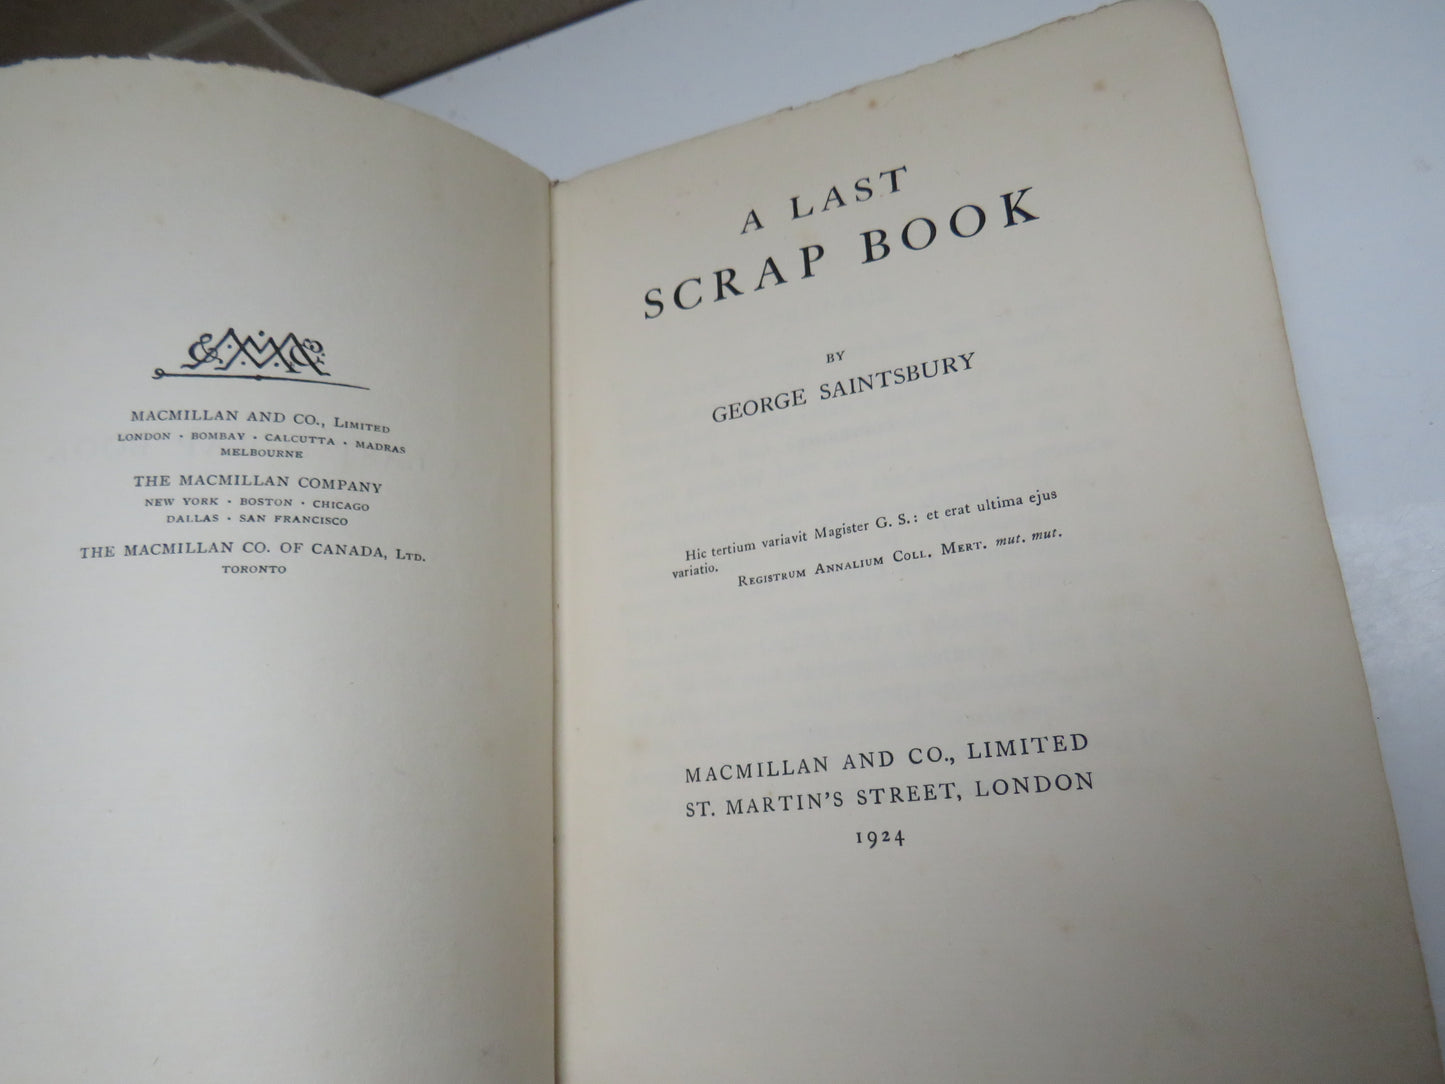 MACMILLAN AND CO., LIMITED
LONDON · BOMBAY · CALCUTTA · MADRAS
MELBOURNE
THE MACMILLAN COMPANY
NEW YORK · BOSTON · CHICAGO
DALLAS · SAN FRANCISCO
THE MACMILLAN CO. OF CANADA, LTD.
TORONTO
A LAST
SCRAP BOOK
BY
GEORGE SAINTSBURY
Hic tertium variavit Magister G. S.: et erat ultima ejus
variatio.
REGISTRUM ANNALIUM COLL. MERT. mut. mut.
MACMILLAN AND CO., LIMITED
ST. MARTIN'S STREET, LONDON
1924